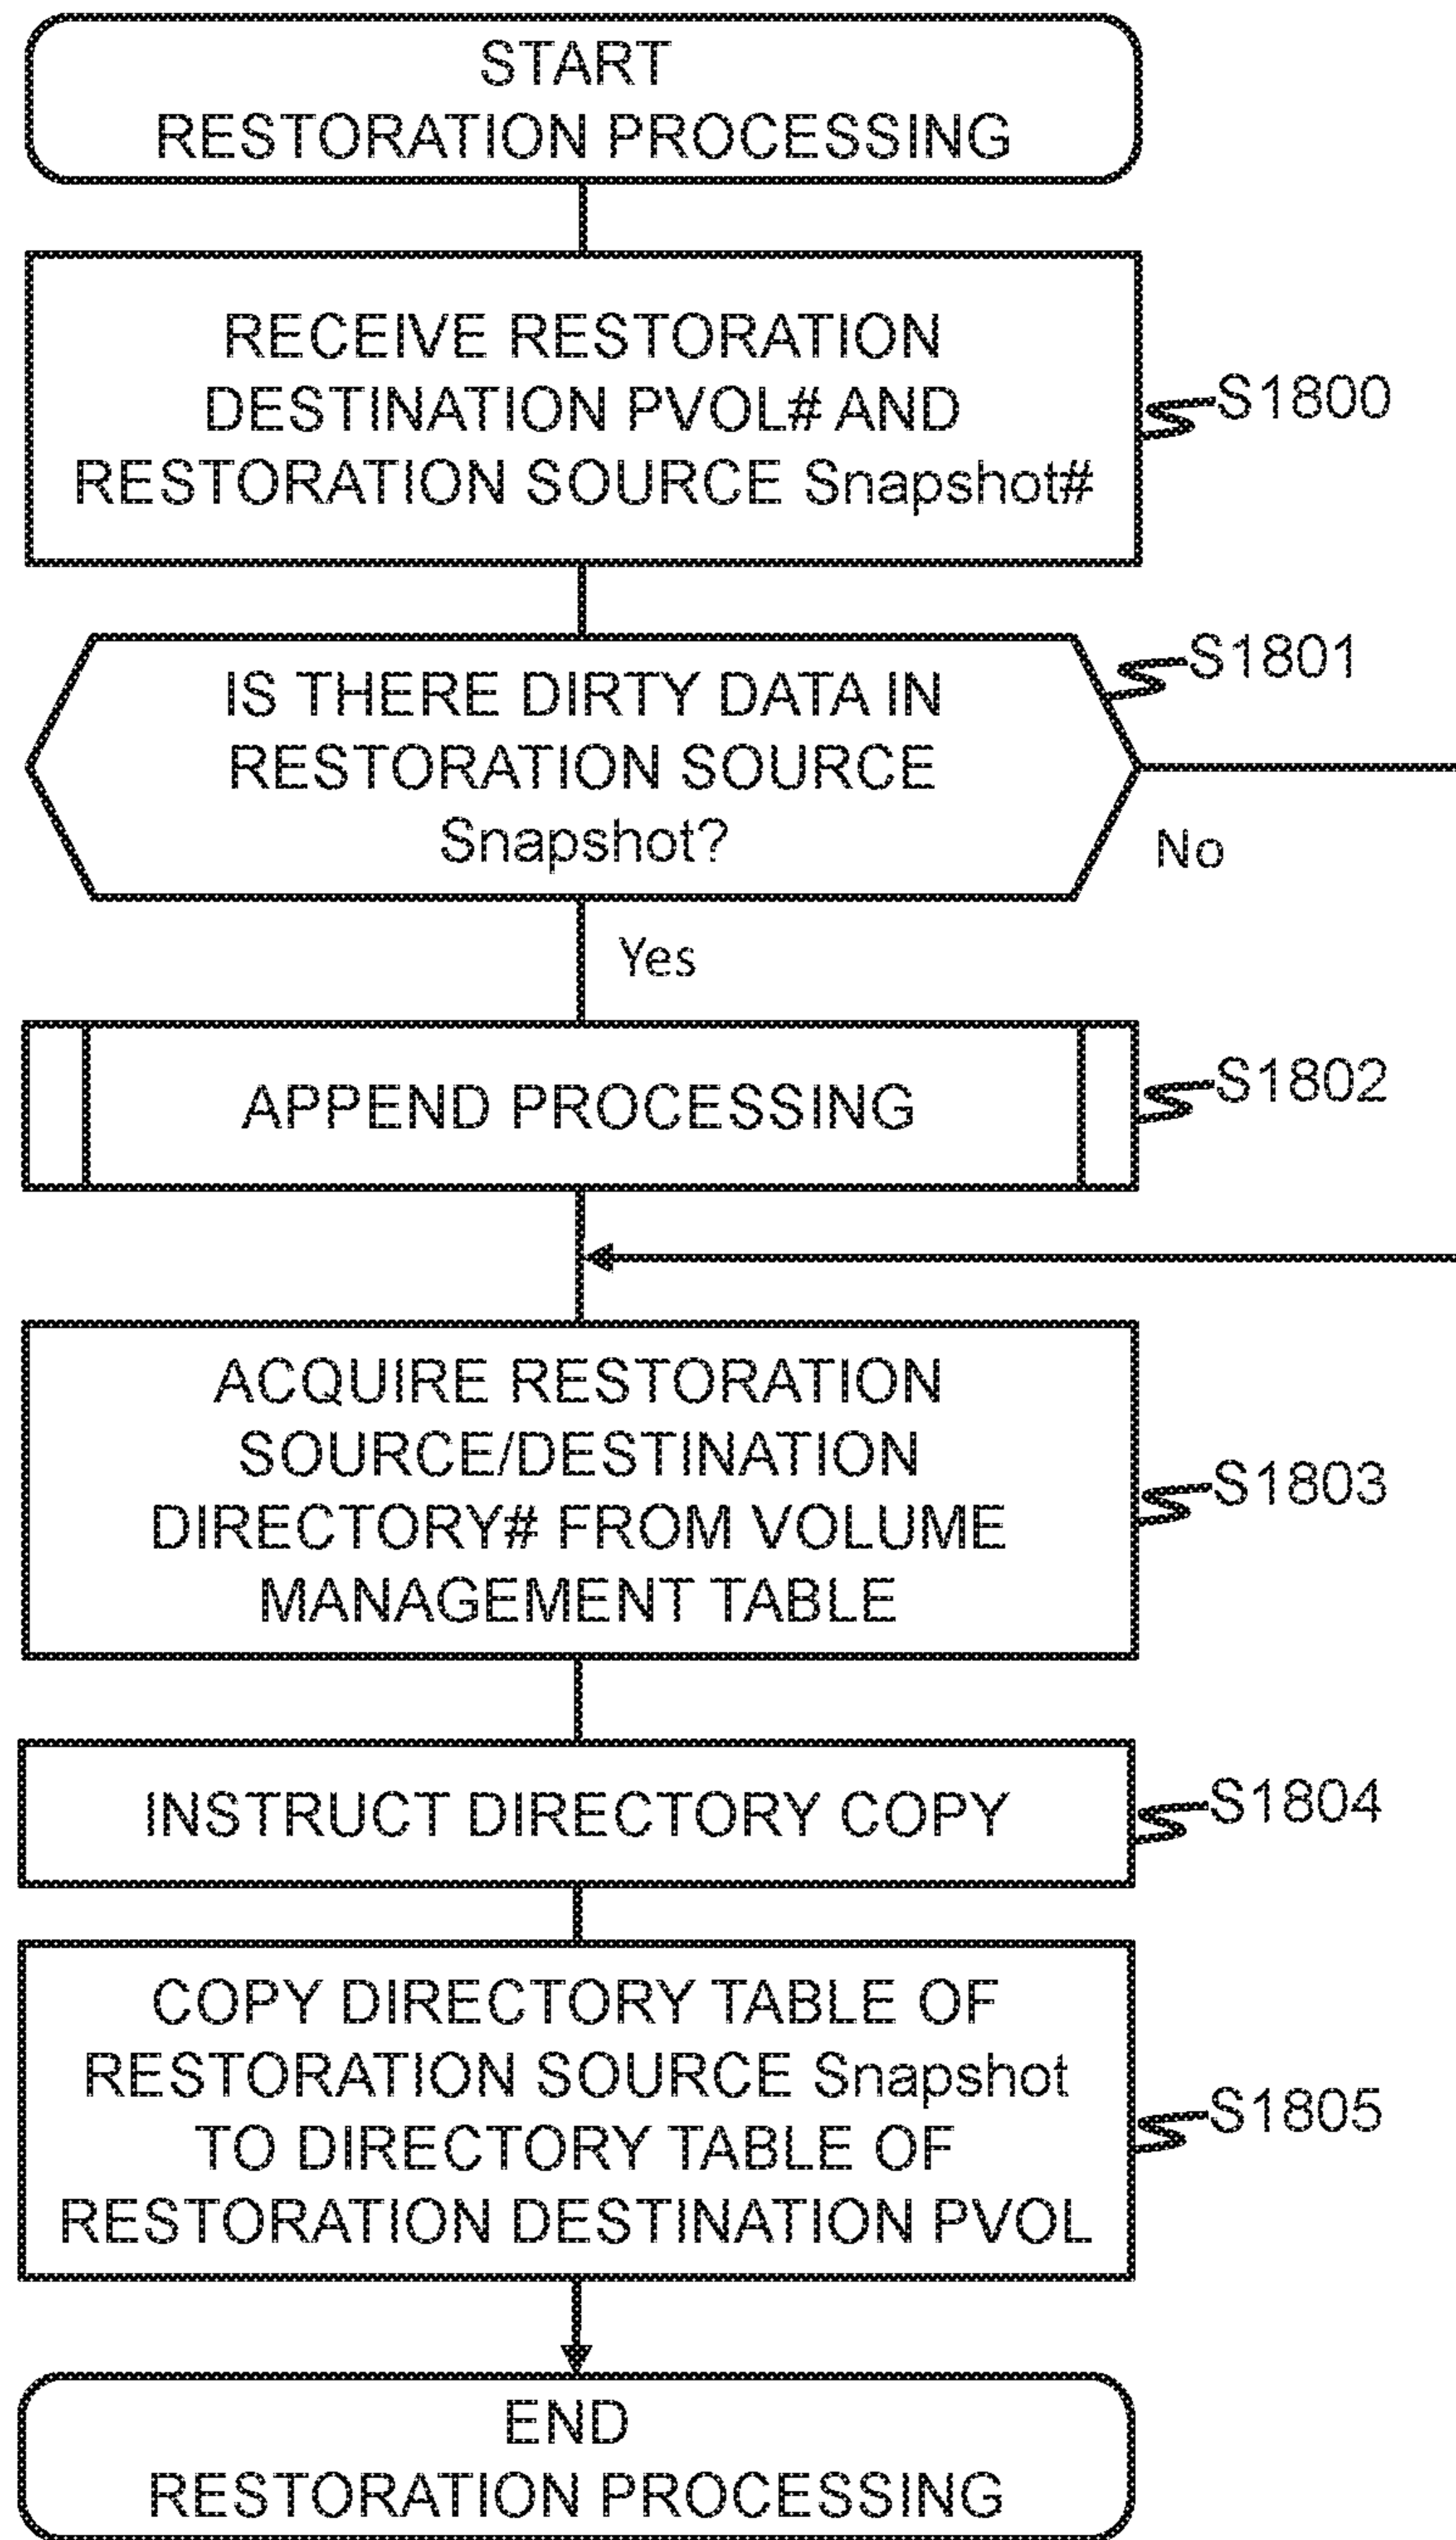 START
RESTORATION PROCESSING
RECEIVE RESTORATION
DESTINATION PVOL# AND
RESTORATION SOURCE Snapshot#
S1800
IS THERE DIRTY DATA IN
RESTORATION SOURCE
Snapshot?
S1801
No
Yes
APPEND PROCESSING
S1802
ACQUIRE RESTORATION
SOURCE/DESTINATION
DIRECTORY# FROM VOLUME
MANAGEMENT TABLE
S1803
INSTRUCT DIRECTORY COPY
S1804
COPY DIRECTORY TABLE OF
RESTORATION SOURCE Snapshot
TO DIRECTORY TABLE OF
RESTORATION DESTINATION PVOL
S1805
END
RESTORATION PROCESSING